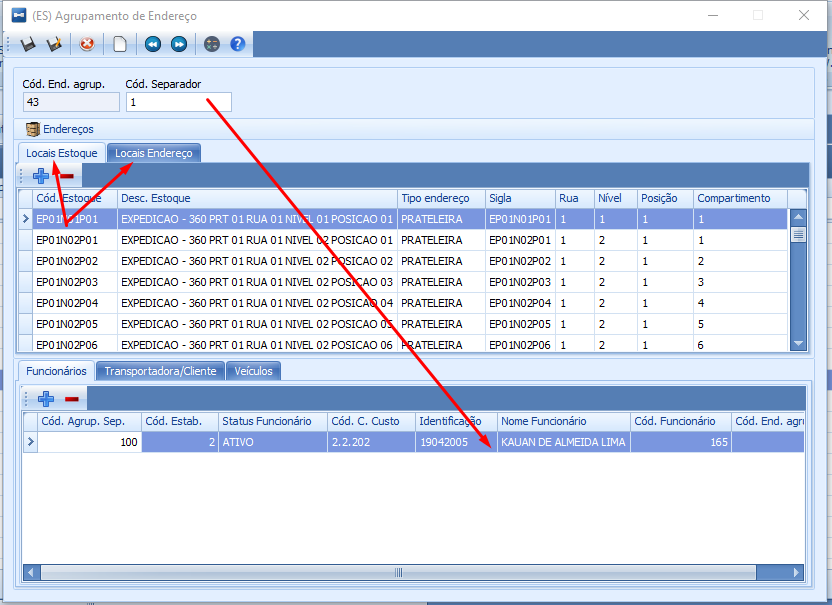 (ES) Agrupamento de Endereço
Cód. End. agrup. Cód. Separador
43 1
Endereços
Locais Estoque Locais Endereço
Cód. Estoque Desc. Estoque Tipo endereço Sigla Rua Nível Posição Compartimento
EP01N01P01 EXPEDICAO - 360 PRT 01 RUA 01 NIVEL 01 POSICAO 01 PRATELEIRA EP01N01P01 1 1 1 1
EP01N02P01 EXPEDICAO - 360 PRT 01 RUA 01 NIVEL 02 POSICAO 01 PRATELEIRA EP01N02P01 1 2 1 1
EP01N02P02 EXPEDICAO - 360 PRT 01 RUA 01 NIVEL 02 POSICAO 02 PRATELEIRA EP01N02P02 1 2 1 2
EP01N02P03 EXPEDICAO - 360 PRT 01 RUA 01 NIVEL 02 POSICAO 03 PRATELEIRA EP01N02P03 1 2 1 3
EP01N02P04 EXPEDICAO - 360 PRT 01 RUA 01 NIVEL 02 POSICAO 04 PRATELEIRA EP01N02P04 1 2 1 4
EP01N02P05 EXPEDICAO - 360 PRT 01 RUA 01 NIVEL 02 POSICAO 05 PRATELEIRA EP01N02P05 1 2 1 5
EP01N02P06 EXPEDICAO - 360 PRT 01 RUA 01 NIVEL 02 POSICAO 06 PRATELEIRA EP01N02P06 1 2 1 6
Funcionários Transportadora/Cliente Veículos
Cód. Agrup. Sep. Cód. Estab. Status Funcionário Cód. C. Custo Identificação Nome Funcionário Cód. Funcionário Cód. End. agru
100 2 ATIVO 2.2.202 19042005 KAUAN DE ALMEIDA LIMA 165